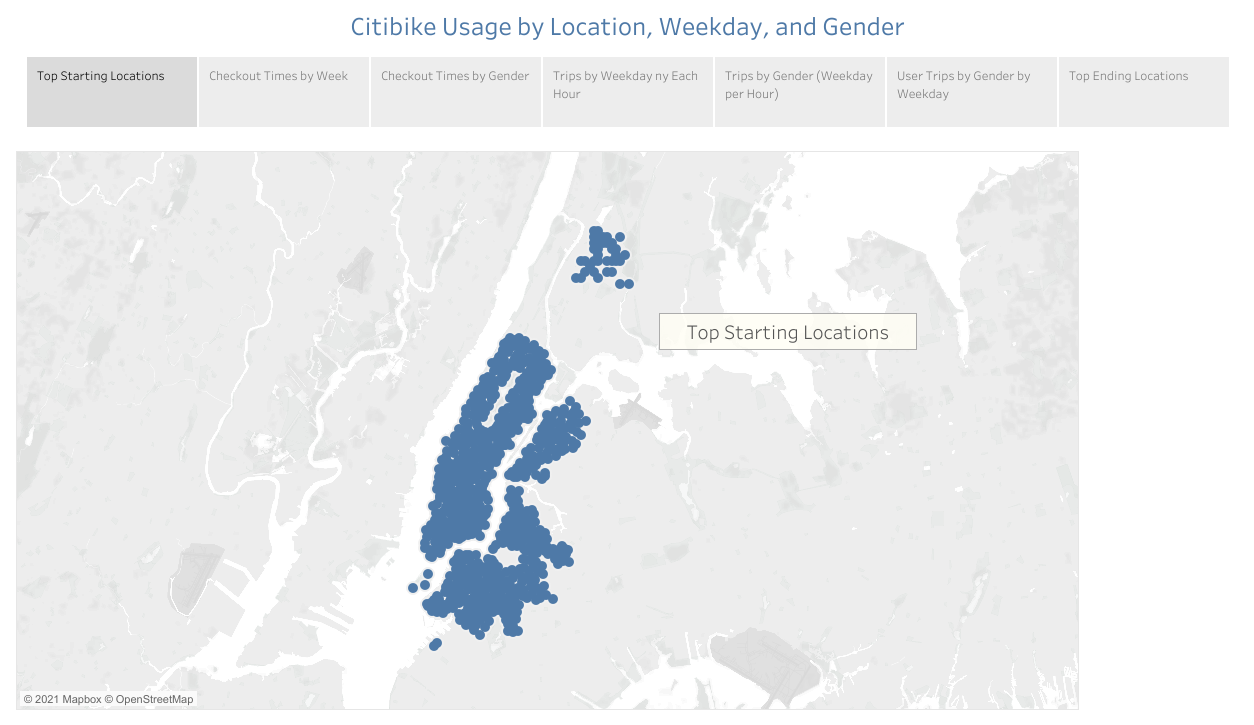 Citibike Usage by Location, Weekday, and Gender
Top Starting Locations
Checkout Times by Week
Checkout Times by Gender
Trips by Weekday ny Each
Hour
Trips by Gender (Weekday
per Hour)
User Trips by Gender by
Weekday
Top Ending Locations
Top Starting Locations
© 2021 Mapbox © OpenStreetMap